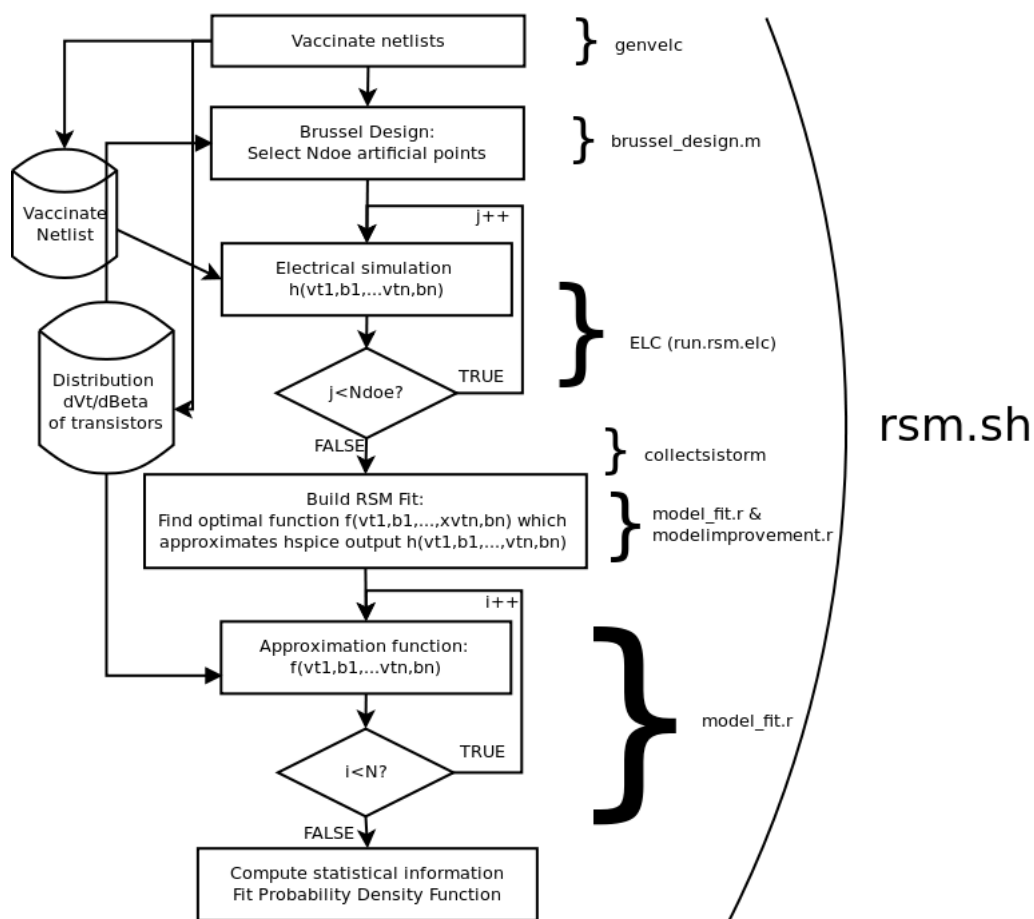 Vaccinate netlists
genvelc
Brussel Design:
Select Ndoe artificial points
brussel_design.m
Vaccinate
Netlist
j++
Electrical simulation
h(vt1,b1,...vtn,bn)
ELC (run.rsm.elc)
Distribution
dVt/dBeta
of transistors
j<Ndoe?
TRUE
FALSE
rsm.sh
collectsistorm
Build RSM Fit:
Find optimal function f(vt1,b1,...,xvtn,bn) which
approximates hspice output h(vt1,b1,...,vtn,bn)
model_fit.r &
modelimprovement.r
i++
Approximation function:
f(vt1,b1,...vtn,bn)
model_fit.r
i<N?
TRUE
FALSE
Compute statistical information
Fit Probability Density Function